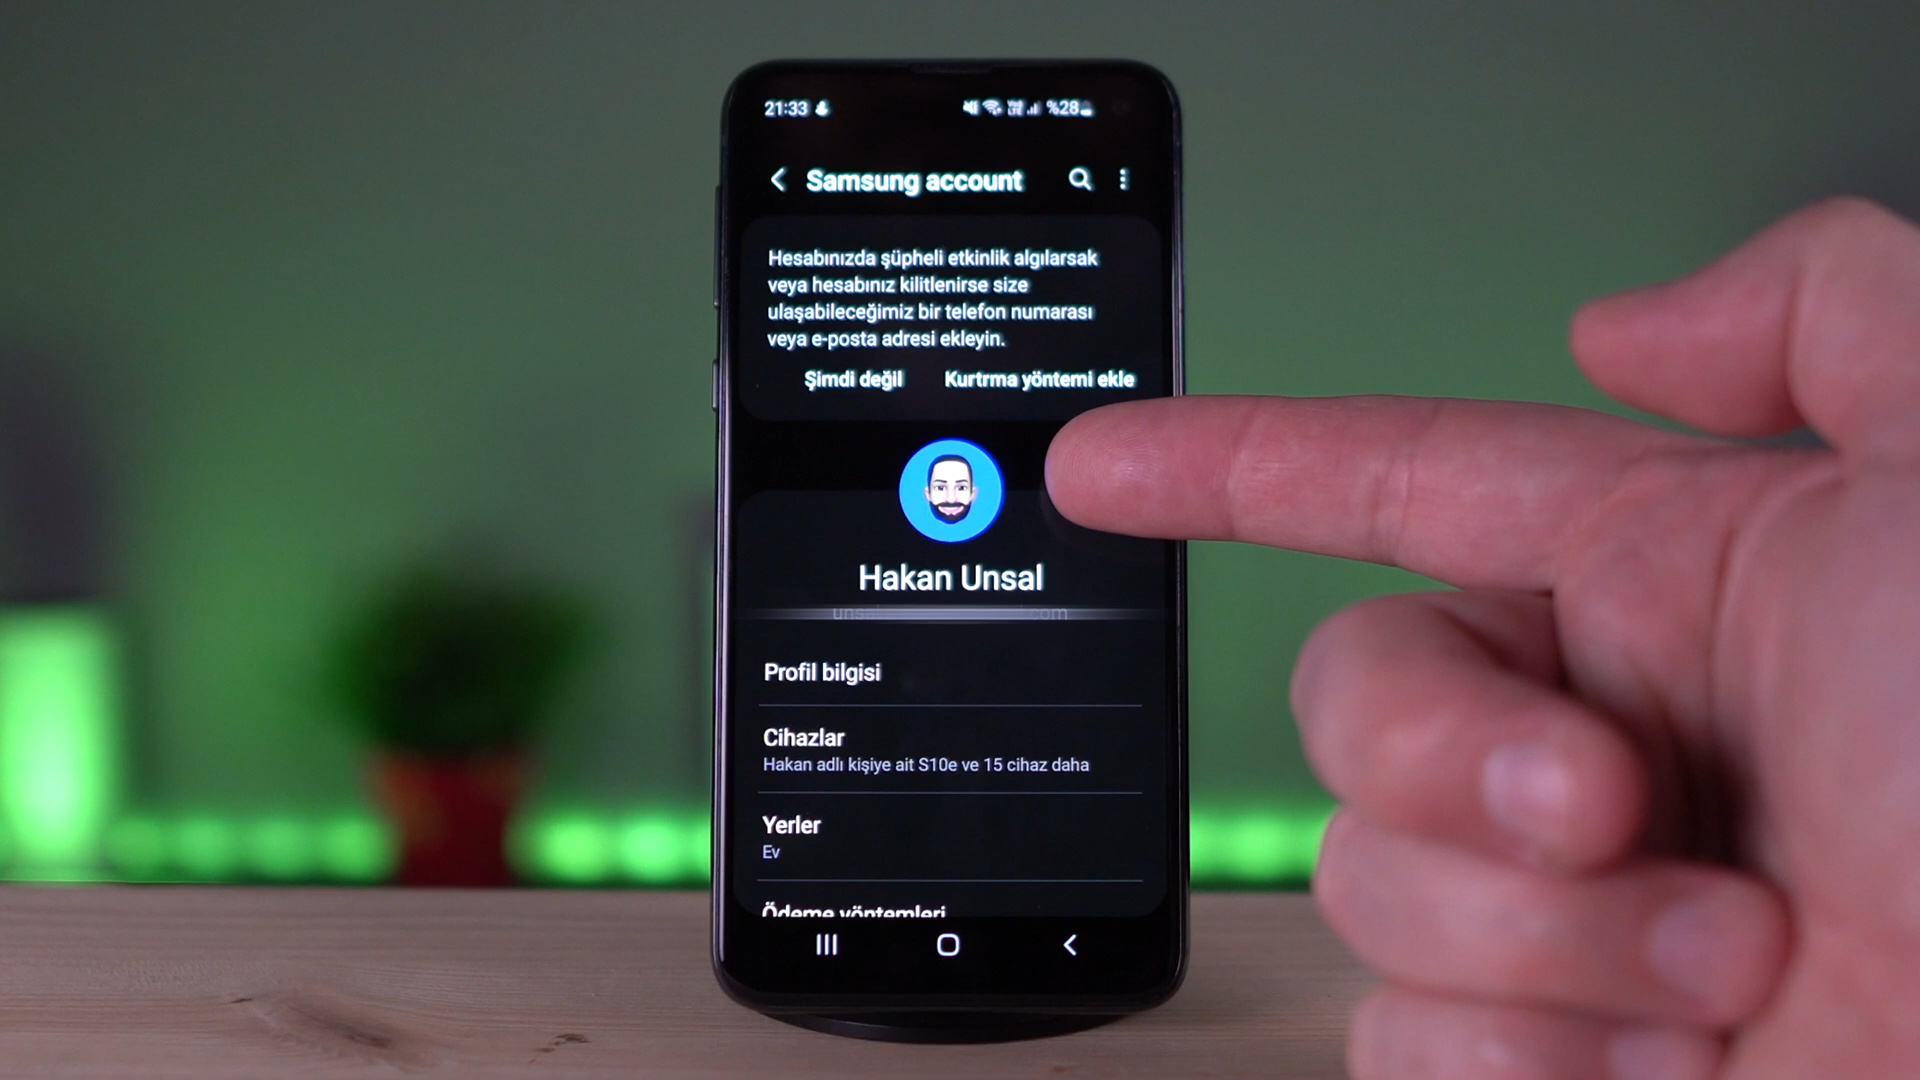 21:33 %28
Samsung account
Hesabınızda şüpheli etkinlik algılarsak
veya hesabınız kilitlenirse size
ulaşabileceğimiz bir telefon numarası
veya e-posta adresi ekleyin.
Şimdi değil Kurtrma yöntemi ekle
Hakan Unsal
Profil bilgisi
Cihazlar
Hakan adlı kişiye ait S10e ve 15 cihaz daha
Yerler
Ev
Ödeme yöntemleri